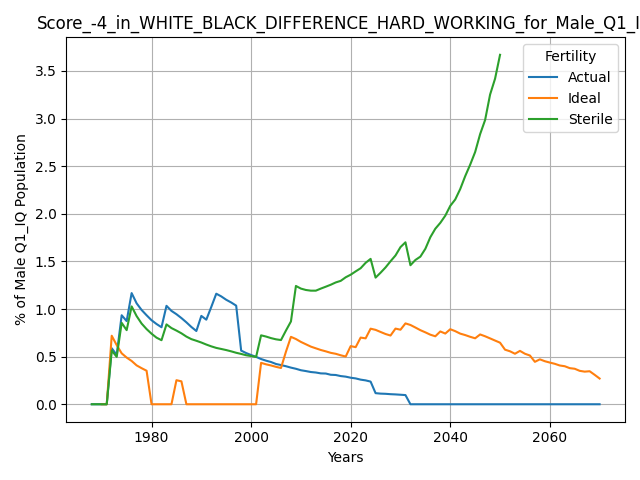 Score_-4_in_WHITE_BLACK_DIFFERENCE_HARD_WORKING_for_Male_Q1_I
Fertility
Actual
Ideal
Sterile
% of Male Q1_IQ Population
3.5
3.0
2.5
2.0
1.5
1.0
0.5
0.0
1980 2000 2020 2040 2060
Years